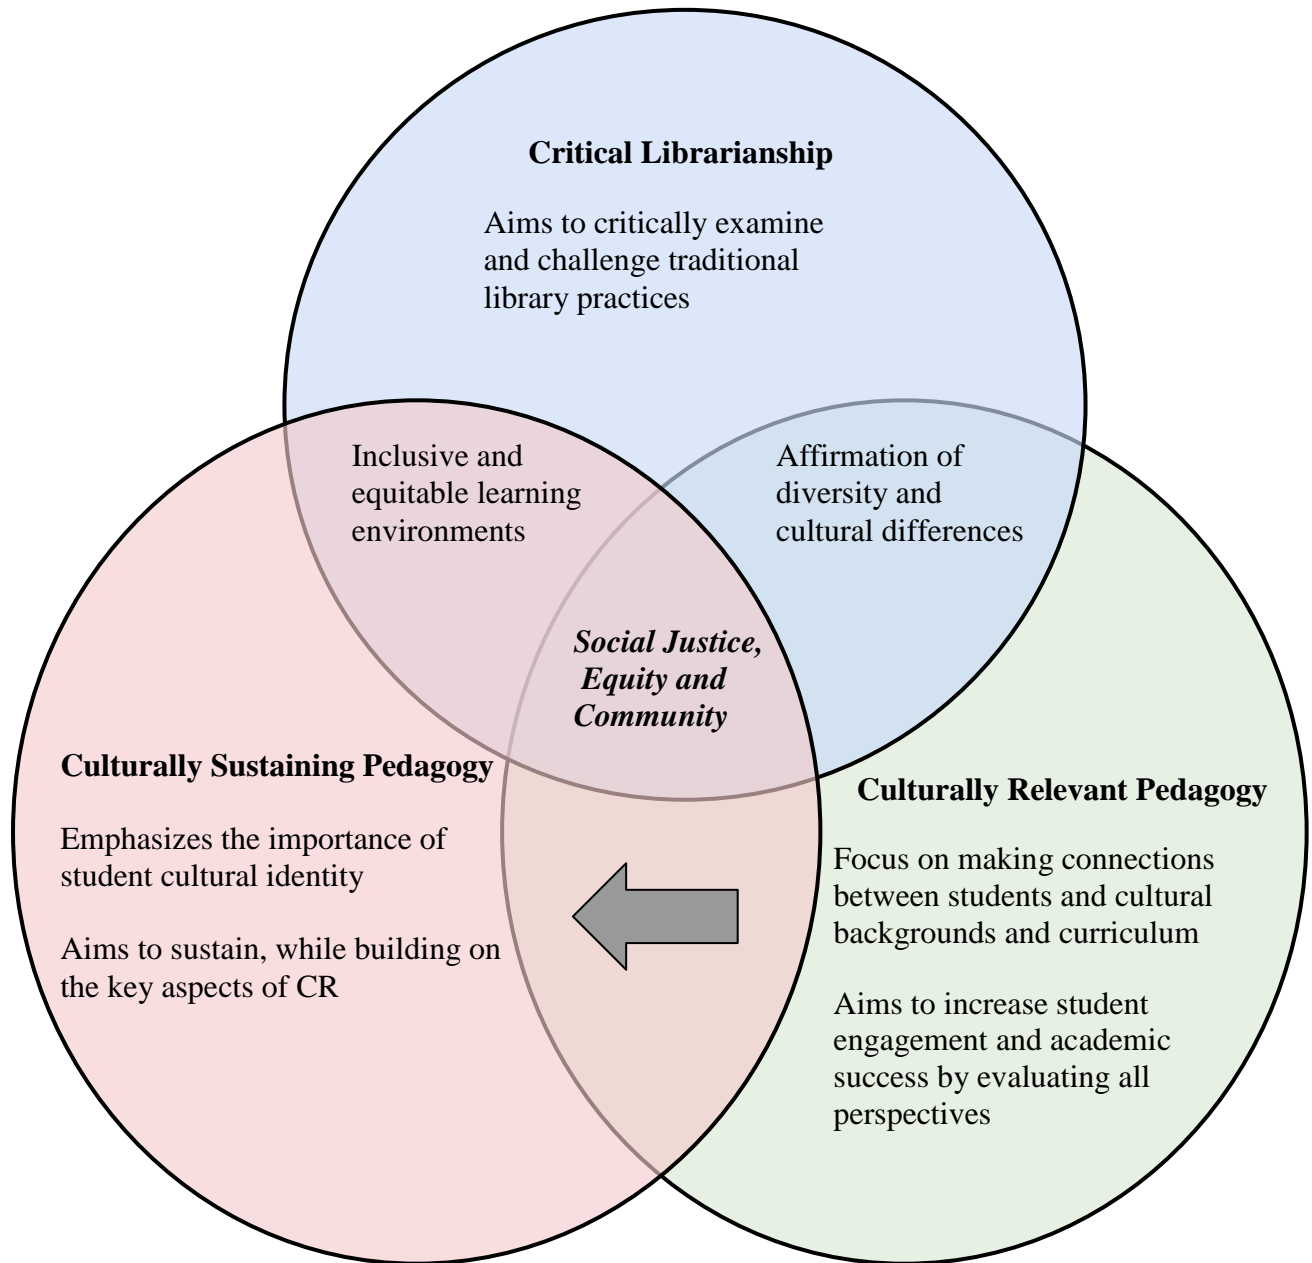 Critical Librarianship
Aims to critically examine
and challenge traditional
library practices
Inclusive and
equitable learning
environments
Affirmation of
diversity and
cultural differences
Social Justice,
Equity and
Community
Culturally Sustaining Pedagogy
Emphasizes the importance of
student cultural identity
Aims to sustain, while building on
the key aspects of CR
Culturally Relevant Pedagogy
Focus on making connections
between students and cultural
backgrounds and curriculum
Aims to increase student
engagement and academic
success by evaluating all
perspectives